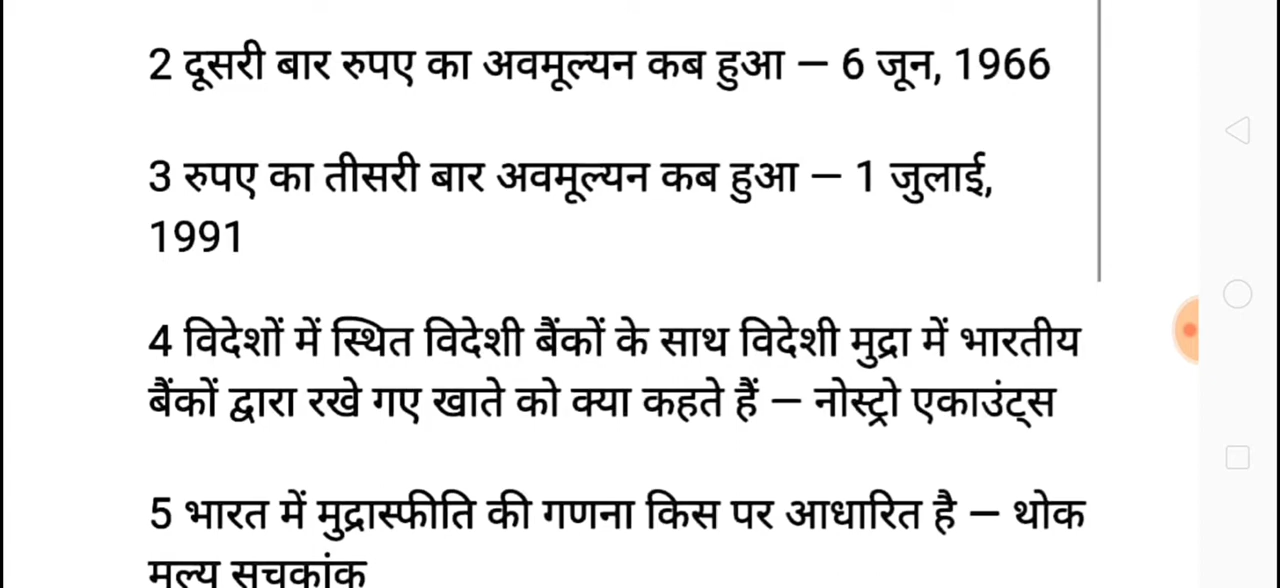 2 दूसरी बार रुपए का अवमूल्यन कब हुआ – 6 जून, 1966
3 रुपए का तीसरी बार अवमूल्यन कब हुआ – 1 जुलाई,
1991
4 विदेशों में स्थित विदेशी बैंकों के साथ विदेशी मुद्रा में भारतीय
बैंकों द्वारा रखे गए खाते को क्या कहते हैं – नोस्ट्रो एकाउंट्स
5 भारत में मुद्रास्फीति की गणना किस पर आधारित है – थोक
मूल्य सूचकांक